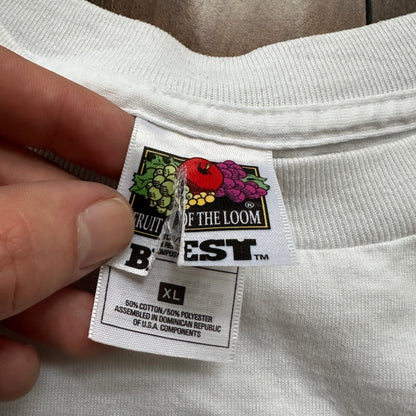 FRUIT OF THE LOOM ®
BEST™
XL
50% COTTON/50% POLYESTER
ASSEMBLED IN DOMINICAN REPUBLIC
OF U.S.A. COMPONENTS